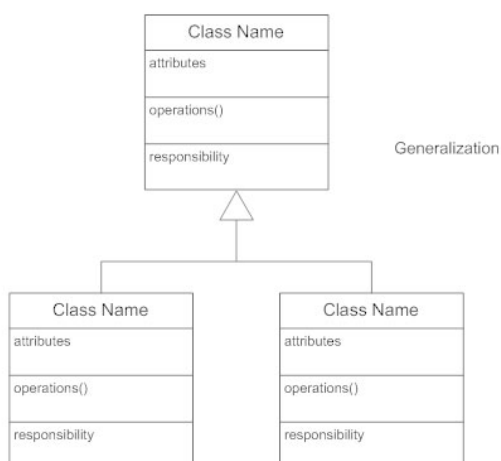 Class Name
attributes
operations()
responsibility
Generalization
Class Name
attributes
operations()
responsibility
Class Name
attributes
operations()
responsibility